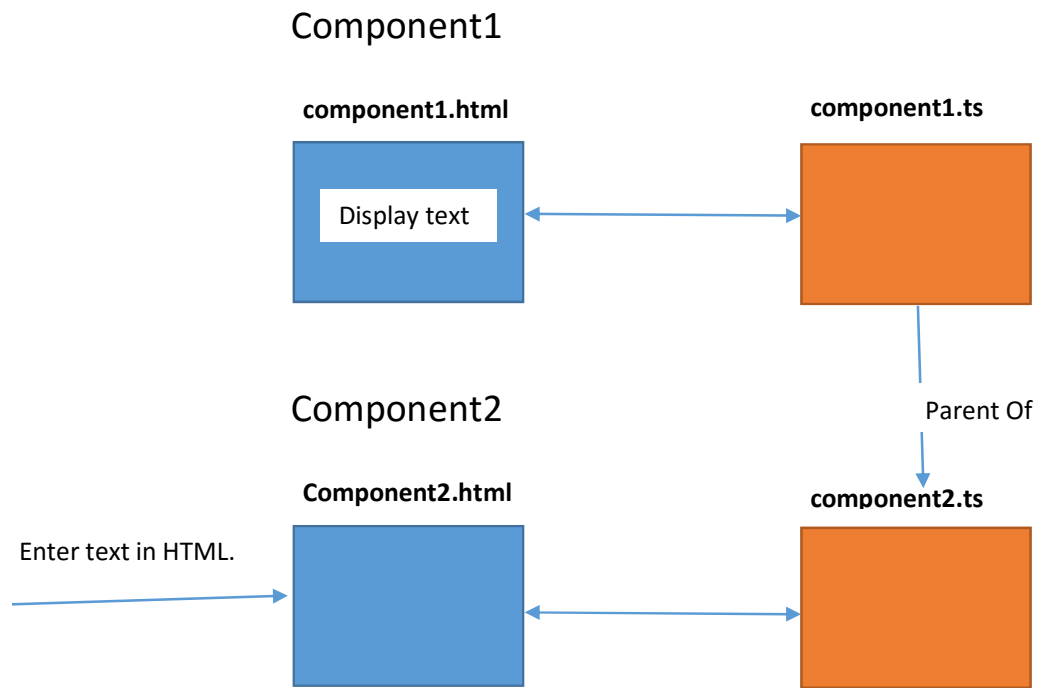 Component1
component1.html
component1.ts
Display text
Component2
Parent Of
Component2.html
component2.ts
Enter text in HTML.